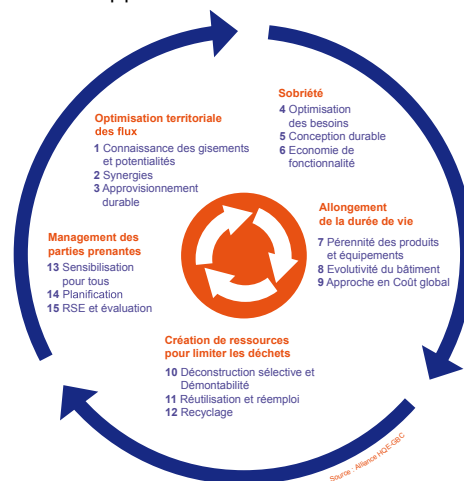 Optimisation territoriale
des flux
1 Connaissance des gisements
et potentialités
2 Synergies
3 Approvisionnement
durable
Sobriété
4 Optimisation
des besoins
5 Conception durable
6 Economie de
fonctionnalité
Allongement
de la durée de vie
7 Pérennité des produits
et équipements
8 Evolutivité du bâtiment
9 Approche en Coût global
Création de ressources
pour limiter les déchets
10 Déconstruction sélective et
Démontabilité
11 Réutilisation et réemploi
12 Recyclage
Management des
parties prenantes
13 Sensibilisation
pour tous
14 Planification
15 RSE et évaluation
Source : Alliance HQE-GBC